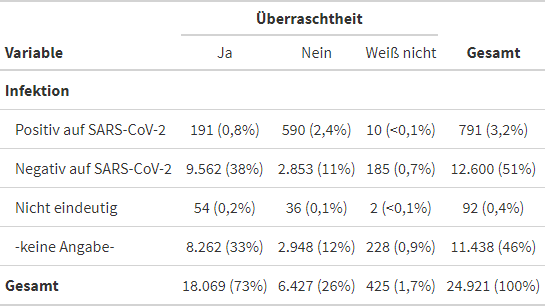 Überraschtheit
Variable Ja Nein Weiß nicht Gesamt
Infektion
Positiv auf SARS-CoV-2 191 (0,8%) 590 (2,4%) 10 (<0,1%) 791 (3,2%)
Negativ auf SARS-CoV-2 9.562 (38%) 2.853 (11%) 185 (0,7%) 12.600 (51%)
Nicht eindeutig 54 (0,2%) 36 (0,1%) 2 (<0,1%) 92 (0,4%)
-keine Angabe- 8.262 (33%) 2.948 (12%) 228 (0,9%) 11.438 (46%)
Gesamt 18.069 (73%) 6.427 (26%) 425 (1,7%) 24.921 (100%)